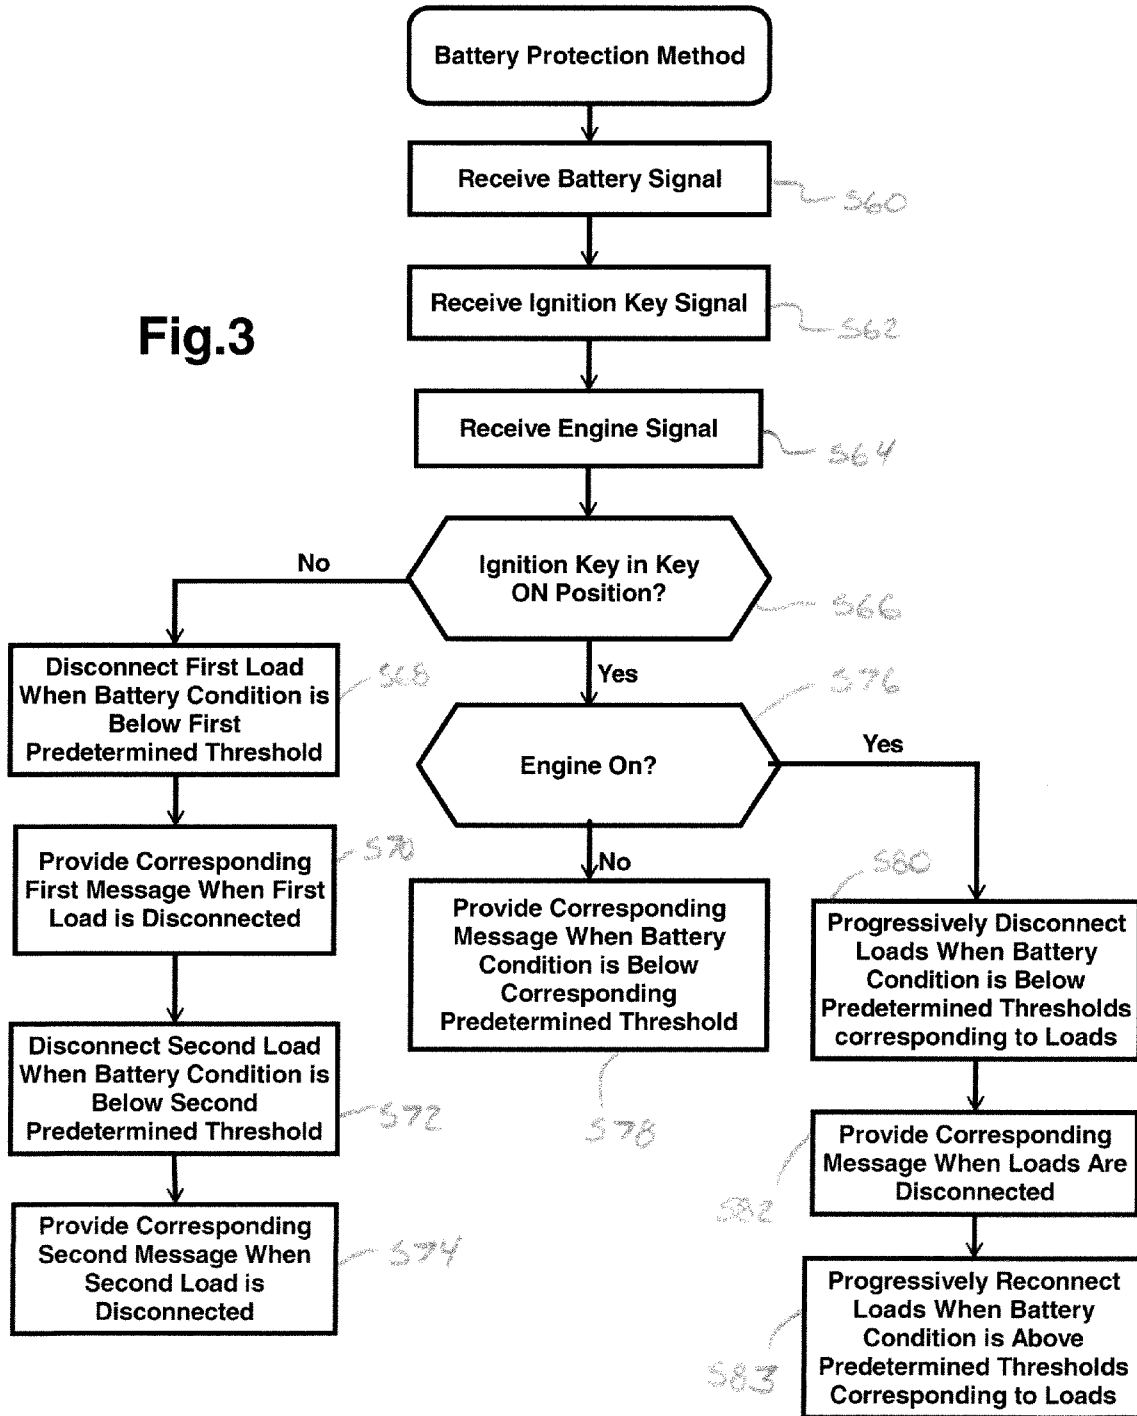 Battery Protection Method
Receive Battery Signal
S60
Receive Ignition Key Signal
S62
Fig.3
Receive Engine Signal
S64
Ignition Key in Key
ON Position?
S66
No
Yes
Disconnect First Load
When Battery Condition is
Below First
Predetermined Threshold
S68
Provide Corresponding
First Message When First
Load is Disconnected
S70
Disconnect Second Load
When Battery Condition is
Below Second
Predetermined Threshold
S72
Provide Corresponding
Second Message When
Second Load is
Disconnected
S74
Engine On?
S76
Yes
No
Provide Corresponding
Message When Battery
Condition is Below
Corresponding
Predetermined Threshold
S78
S80
Progressively Disconnect
Loads When Battery
Condition is Below
Predetermined Thresholds
corresponding to Loads
Provide Corresponding
Message When Loads Are
Disconnected
S82
Progressively Reconnect
Loads When Battery
Condition is Above
Predetermined Thresholds
Corresponding to Loads
S83